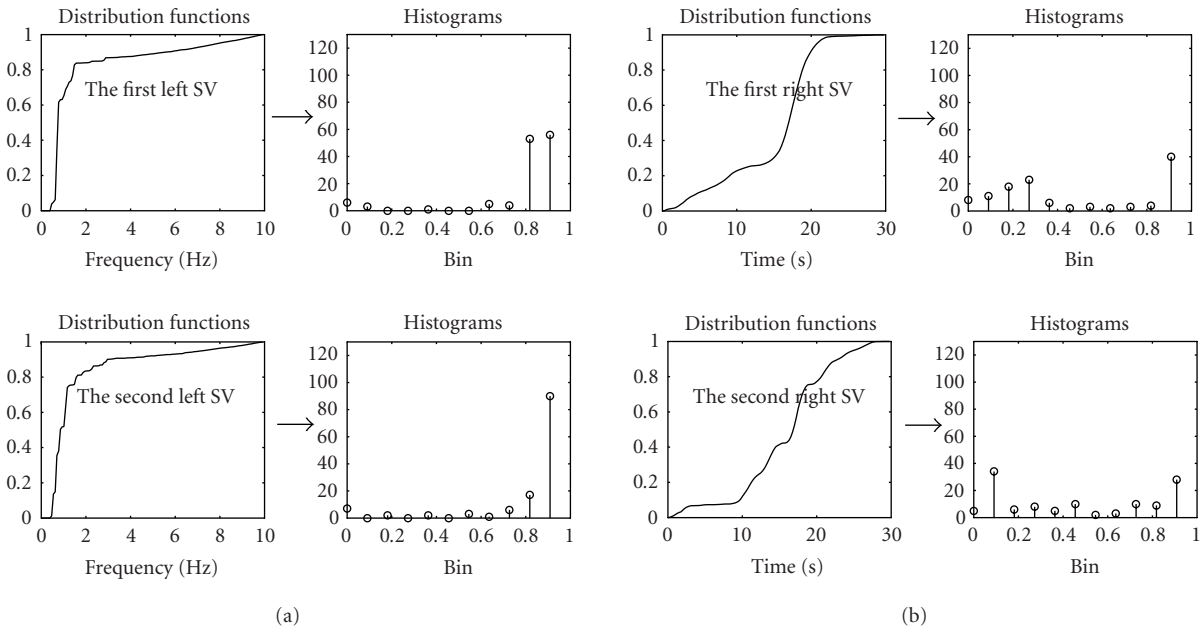 Distribution functions
1
0.8
0.6
0.4
0.2
0
The first left SV
0 2 4 6 8 10
Frequency (Hz)
Histograms
120
100
80
60
40
20
0
0 0.2 0.4 0.6 0.8 1
Bin
Distribution functions
1
0.8
0.6
0.4
0.2
0
The first right SV
0 10 20 30
Time (s)
Histograms
120
100
80
60
40
20
0
0 0.2 0.4 0.6 0.8 1
Bin
Distribution functions
1
0.8
0.6
0.4
0.2
0
The second left SV
0 2 4 6 8 10
Frequency (Hz)
Histograms
120
100
80
60
40
20
0
0 0.2 0.4 0.6 0.8 1
Bin
Distribution functions
1
0.8
0.6
0.4
0.2
0
The second right SV
0 10 20 30
Time (s)
Histograms
120
100
80
60
40
20
0
0 0.2 0.4 0.6 0.8 1
Bin
(a)
(b)